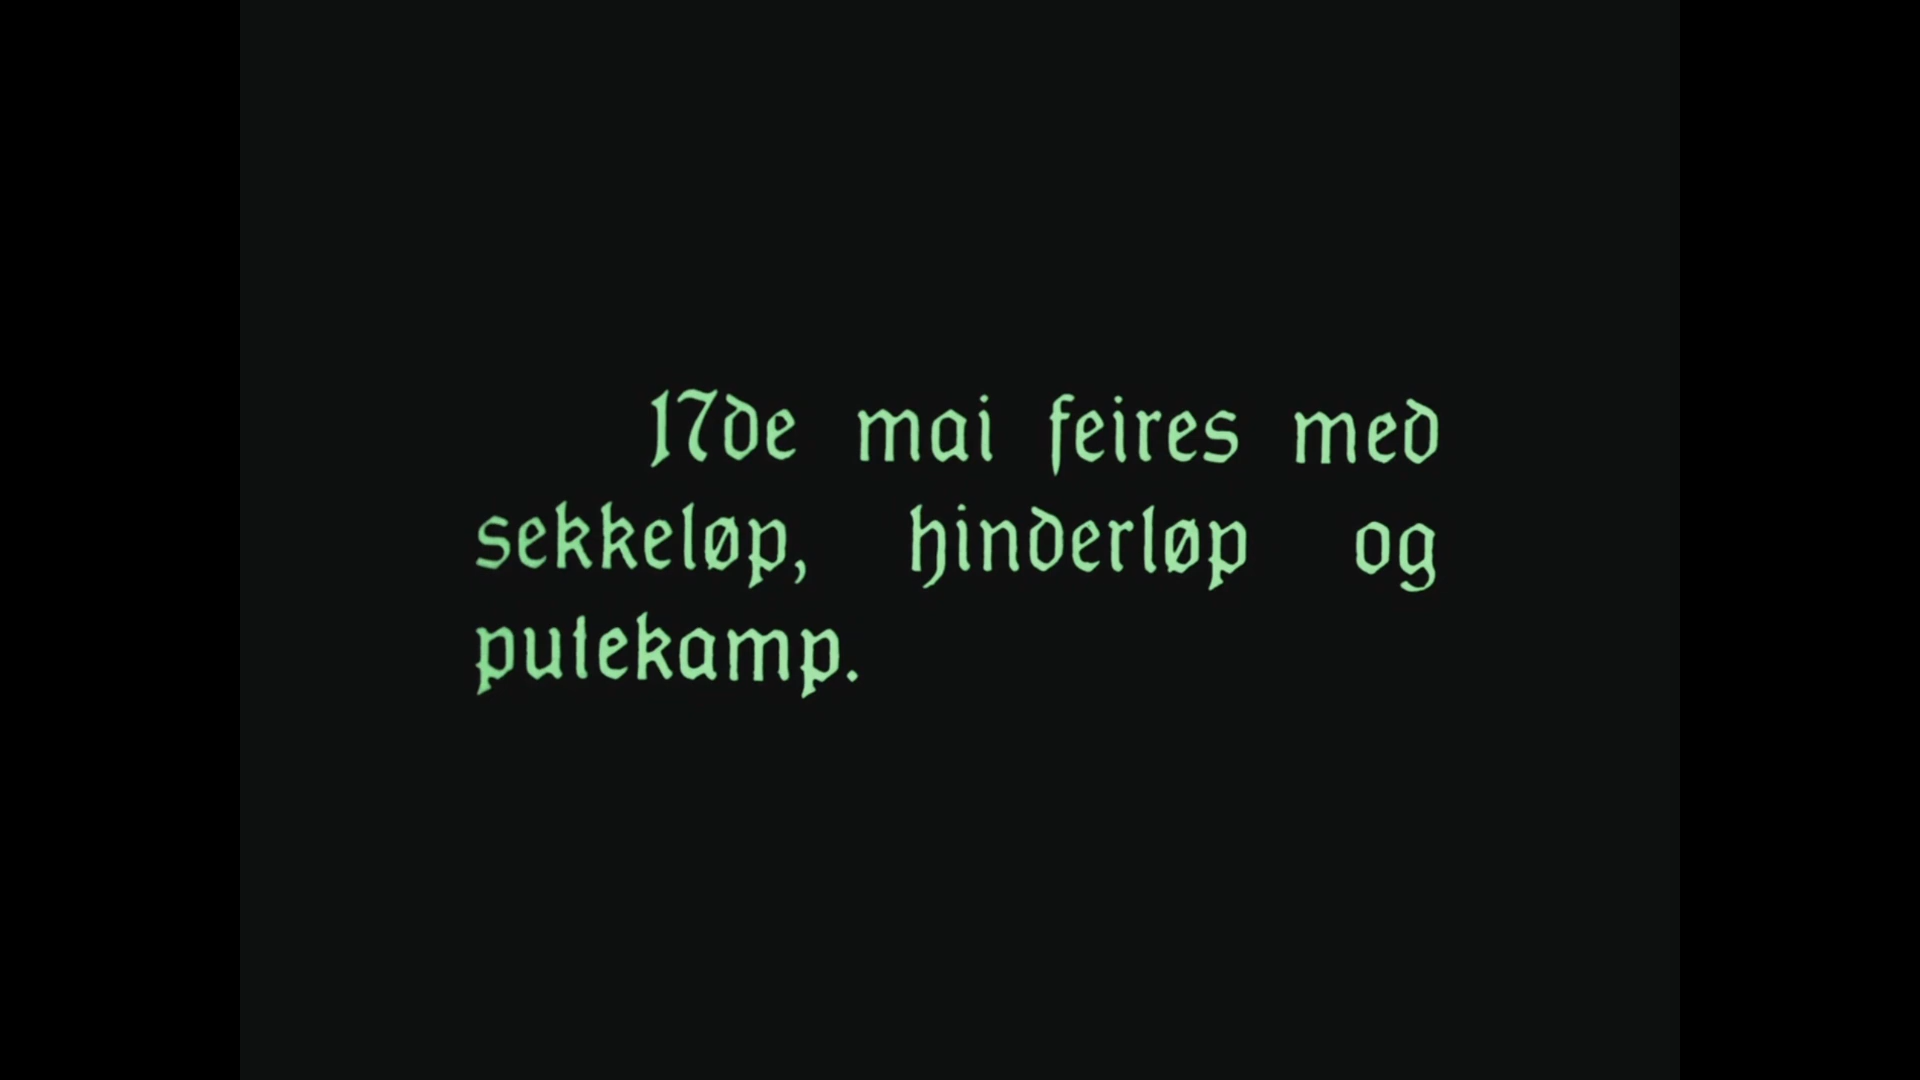 17de mai feires med
sekkeløp, hinderløp og
putekamp.